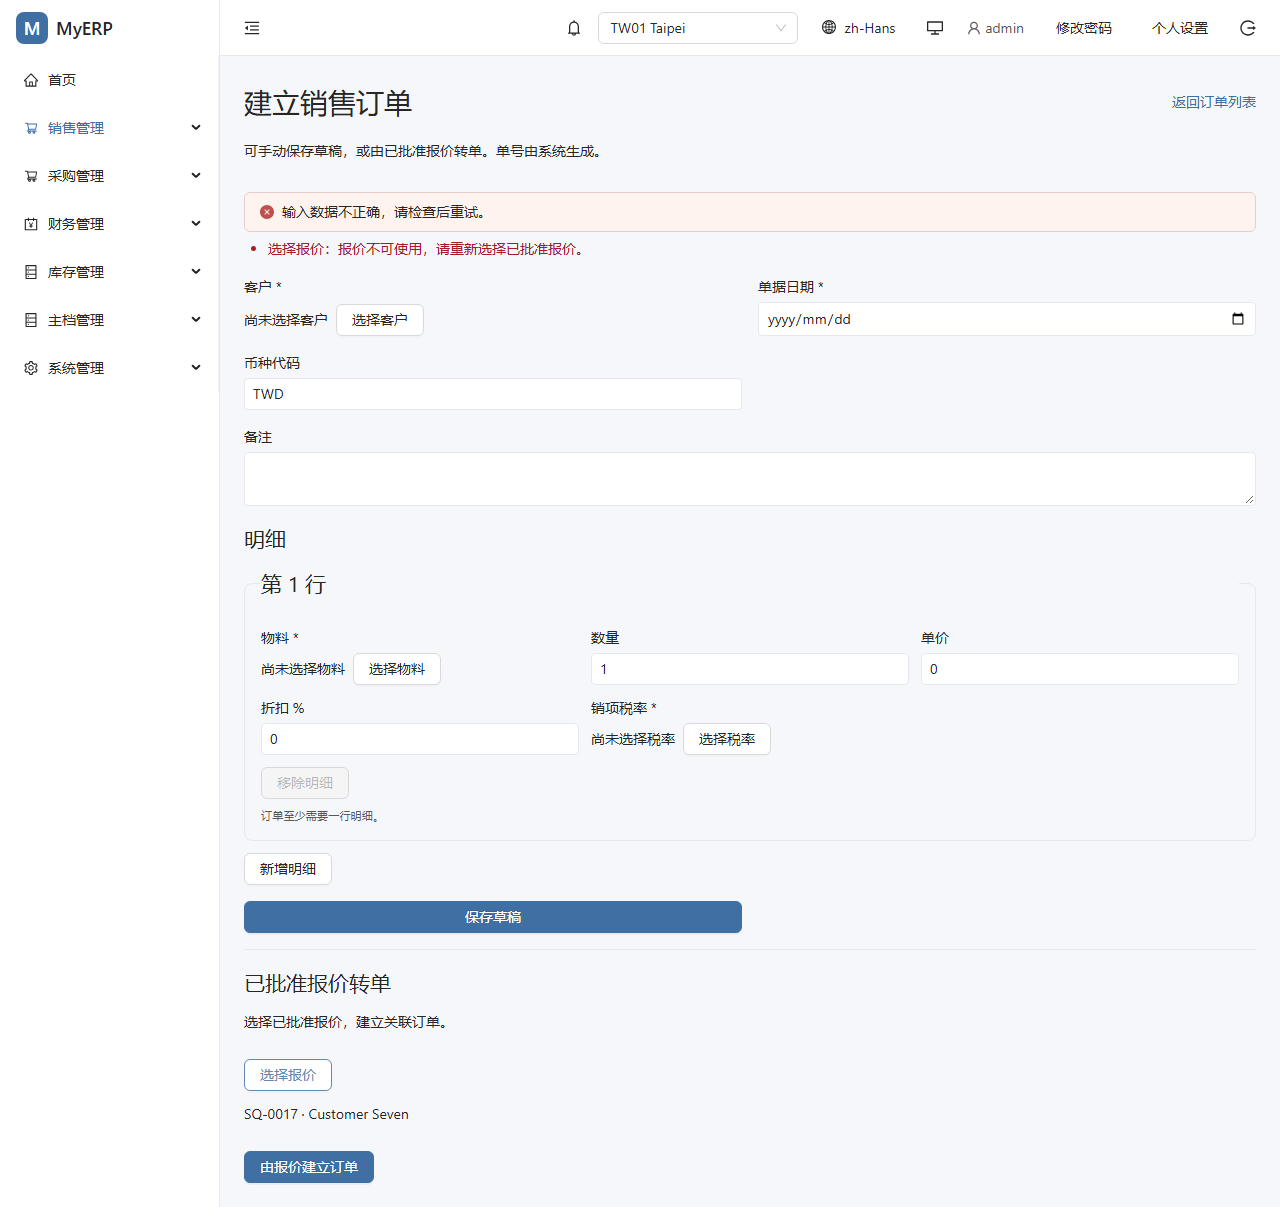 M MyERP
TW01 Taipei
zh-Hans
admin
修改密码
个人设置
首页
销售管理
采购管理
财务管理
库存管理
主档管理
系统管理
建立销售订单
返回订单列表
可手动保存草稿，或由已批准报价转单。单号由系统生成。
输入数据不正确，请检查后重试。
选择报价：报价不可使用，请重新选择已批准报价。
客户 *
尚未选择客户 选择客户
单据日期 *
yyyy/mm/dd
币种代码
TWD
备注
明细
第 1 行
物料 *
尚未选择物料 选择物料
数量
1
单价
0
折扣 %
0
销项税率 *
尚未选择税率 选择税率
移除明细
订单至少需要一行明细。
新增明细
保存草稿
已批准报价转单
选择已批准报价，建立关联订单。
选择报价
SQ-0017 · Customer Seven
由报价建立订单